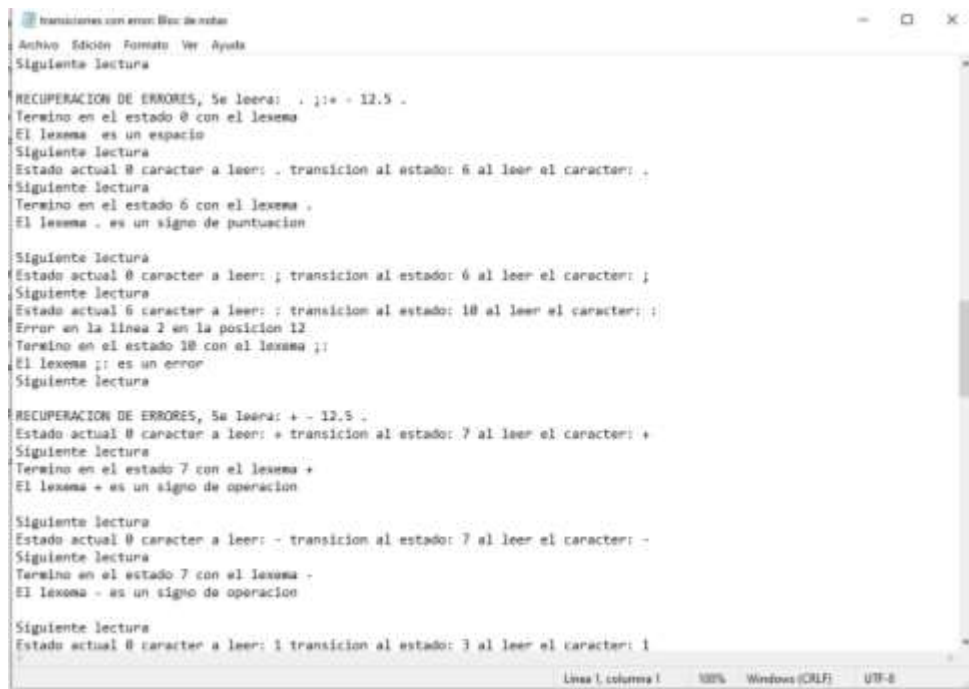 transiciones con error: Bloc de notas
Archivo Edición Formato Ver Ayuda
Siguiente lectura
RECUPERACION DE ERRORES, Se leera: . ;:+ - 12.5 .
Termino en el estado 0 con el lexema
El lexema es un espacio
Siguiente lectura
Estado actual 0 caracter a leer: . transicion al estado: 6 al leer el caracter: .
Siguiente lectura
Termino en el estado 6 con el lexema .
El lexema . es un signo de puntuacion
Siguiente lectura
Estado actual 0 caracter a leer: ; transicion al estado: 6 al leer el caracter: ;
Siguiente lectura
Estado actual 6 caracter a leer: : transicion al estado: 10 al leer el caracter: :
Error en la linea 2 en la posicion 12
Termino en el estado 10 con el lexema ;:
El lexema ;: es un error
Siguiente lectura
RECUPERACION DE ERRORES, Se leera: + - 12.5 .
Estado actual 0 caracter a leer: + transicion al estado: 7 al leer el caracter: +
Siguiente lectura
Termino en el estado 7 con el lexema +
El lexema + es un signo de operacion
Siguiente lectura
Estado actual 0 caracter a leer: - transicion al estado: 7 al leer el caracter: -
Siguiente lectura
Termino en el estado 7 con el lexema -
El lexema - es un signo de operacion
Siguiente lectura
Estado actual 0 caracter a leer: 1 transicion al estado: 3 al leer el caracter: 1
Línea 1, columna 1 100% Windows (CRLF) UTF-8